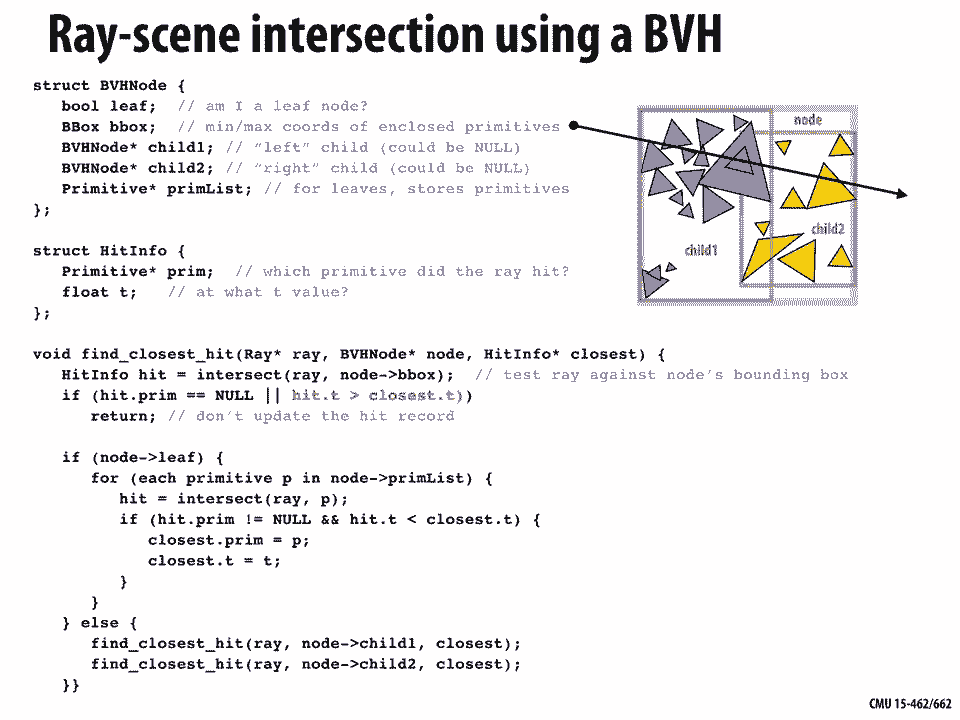 Ray-scene intersection using a BVH
struct BVHNode {
bool leaf; // am I a leaf node?
BBox bbox; // min/max coords of enclosed primitives
BVHNode* child1; // “left” child (could be NULL)
BVHNode* child2; // “right” child (could be NULL)
Primitive* primList; // for leaves, stores primitives
};
struct HitInfo {
Primitive* prim; // which primitive did the ray hit?
float t; // at what t value?
};
void find_closest_hit(Ray* ray, BVHNode* node, HitInfo* closest) {
HitInfo hit = intersect(ray, node->bbox); // test ray against node’s bounding box
if (hit.prim == NULL || hit.t > closest.t))
return; // don’t update the hit record
if (node->leaf) {
for (each primitive p in node->primList) {
hit = intersect(ray, p);
if (hit.prim != NULL && hit.t < closest.t) {
closest.prim = p;
closest.t = t;
}
}
} else {
find_closest_hit(ray, node->child1, closest);
find_closest_hit(ray, node->child2, closest);
}}
node
child2
child1
CMU 15-462/662